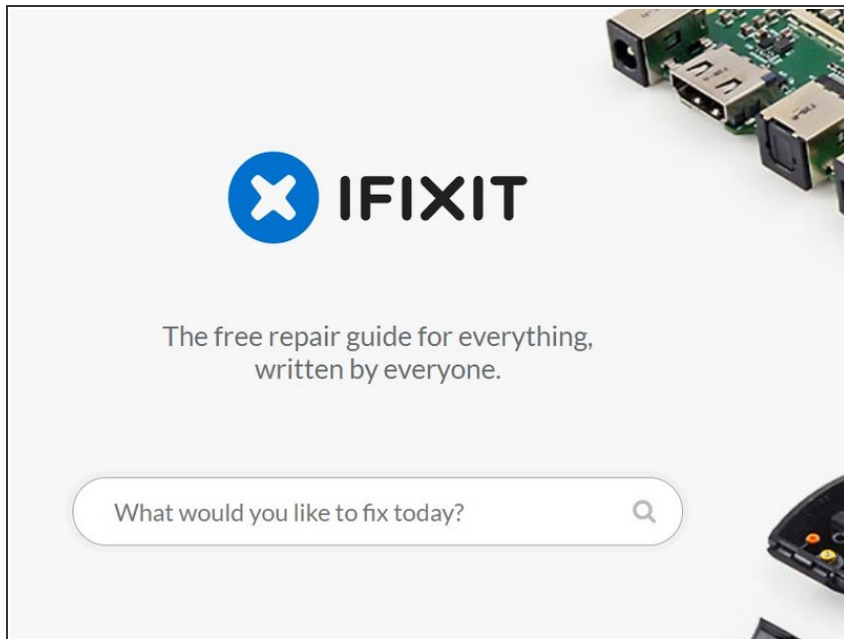 IFIXIT
The free repair guide for everything,
written by everyone.
What would you like to fix today?